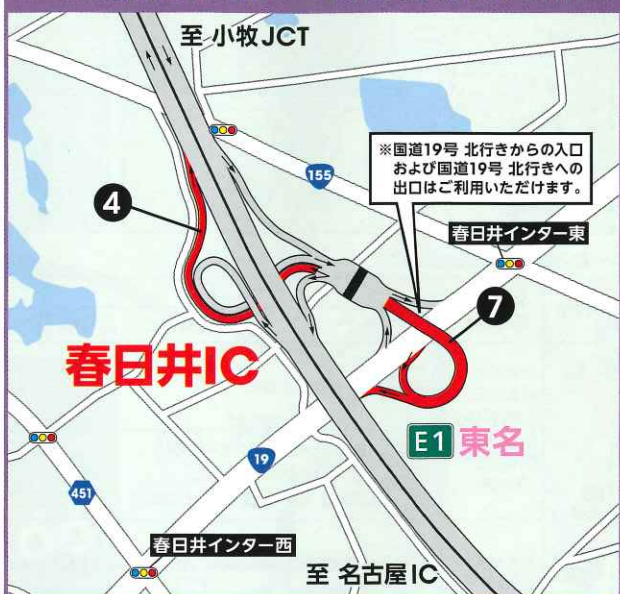 至 小牧JCT
155
※国道19号 北行きからの入口
および国道19号 北行きへの
出口はご利用いただけます。
4
春日井インター東
7
春日井IC
E1 東名
19
451
春日井インター西
至 名古屋IC